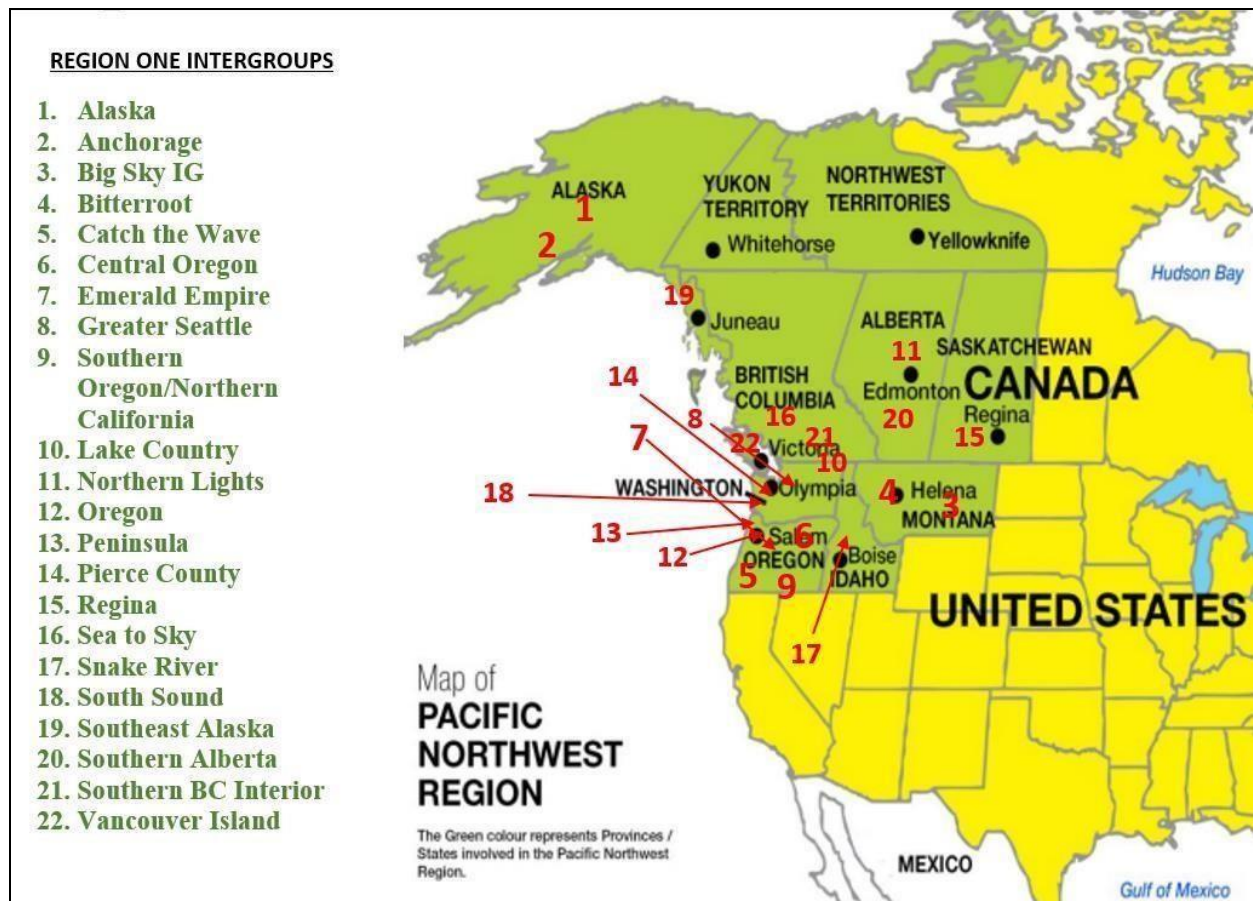 REGION ONE INTERGROUPS
1. Alaska
2. Anchorage
3. Big Sky IG
4. Bitterroot
5. Catch the Wave
6. Central Oregon
7. Emerald Empire
8. Greater Seattle
9. Southern
Oregon/Northern
California
10. Lake Country
11. Northern Lights
12. Oregon
13. Peninsula
14. Pierce County
15. Regina
16. Sea to Sky
17. Snake River
18. South Sound
19. Southeast Alaska
20. Southern Alberta
21. Southern BC Interior
22. Vancouver Island
ALASKA
1
2
YUKON
TERRITORY
Whitehorse
NORTHWEST
TERRITORIES
Yellowknife
Hudson Bay
19
Juneau
ALBERTA
11
SASKATCHEWAN
Edmonton
CANADA
14
BRITISH
COLUMBIA
16
20
Regina
15
8
7
22
21
Victoria
10
18
WASHINGTON
Olympia
4
Helena
3
MONTANA
13
12
Salem
6
OREGON
Boise
IDAHO
5
9
UNITED STATES
17
Map of
PACIFIC
NORTHWEST
REGION
The Green colour represents Provinces /
States involved in the Pacific Northwest
Region.
MEXICO
Gulf of Mexico